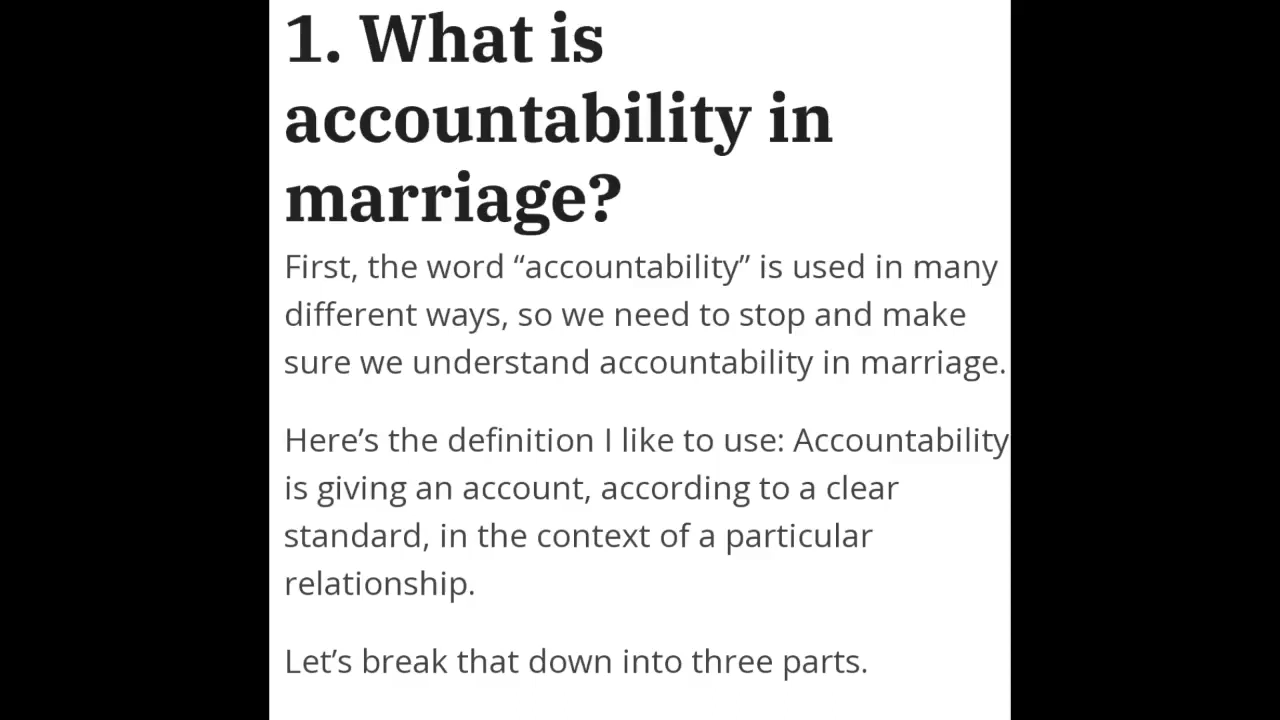 1. What is
accountability in
marriage?
First, the word “accountability” is used in many
different ways, so we need to stop and make
sure we understand accountability in marriage.
Here’s the definition I like to use: Accountability
is giving an account, according to a clear
standard, in the context of a particular
relationship.
Let’s break that down into three parts.